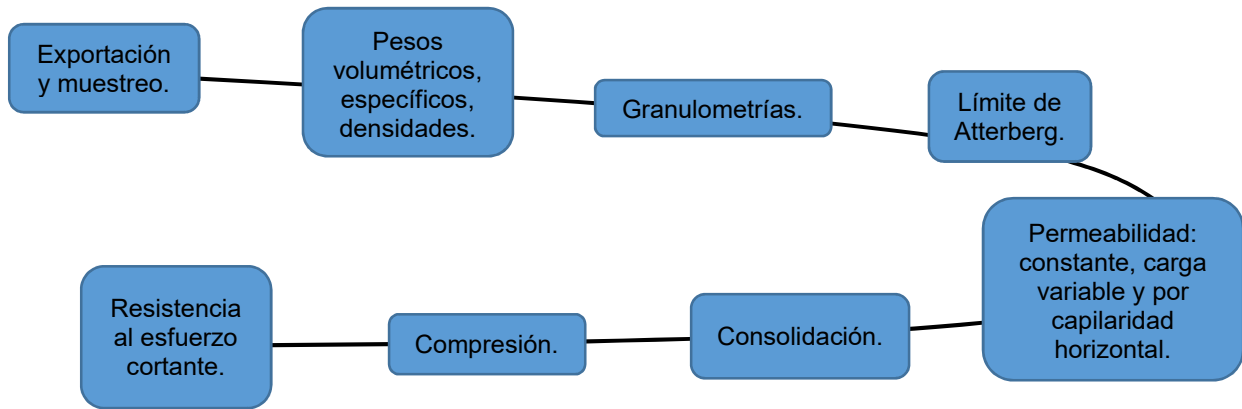 Exportación
y muestreo.
Pesos
volumétricos,
específicos,
densidades.
Granulometrías.
Límite de
Atterberg.
Permeabilidad:
constante, carga
variable y por
capilaridad
horizontal.
Consolidación.
Compresión.
Resistencia
al esfuerzo
cortante.